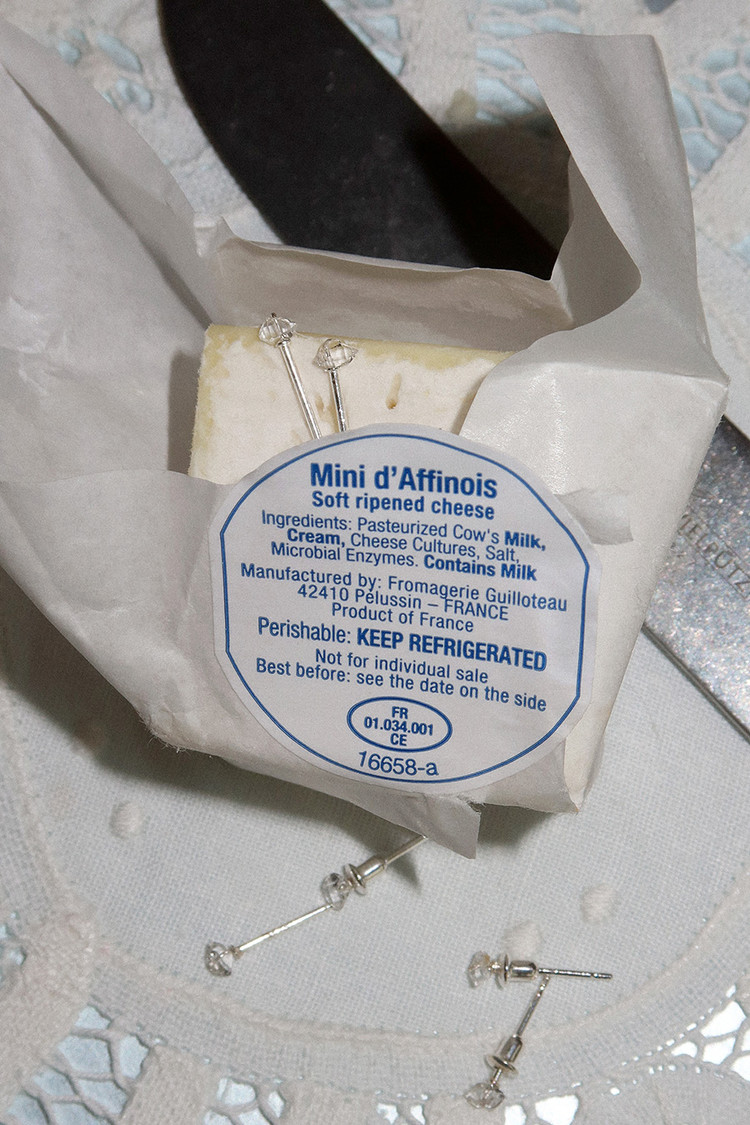 Mini d'Affinois
Soft ripened cheese
Ingredients: Pasteurized Cow's Milk,
Cream, Cheese Cultures, Salt,
Microbial Enzymes. Contains Milk
Manufactured by: Fromagerie Guilloteau
42410 Pélussin – FRANCE
Product of France
Perishable: KEEP REFRIGERATED
Not for individual sale
Best before: see the date on the side
FR
01.034.001
CE
16658-a